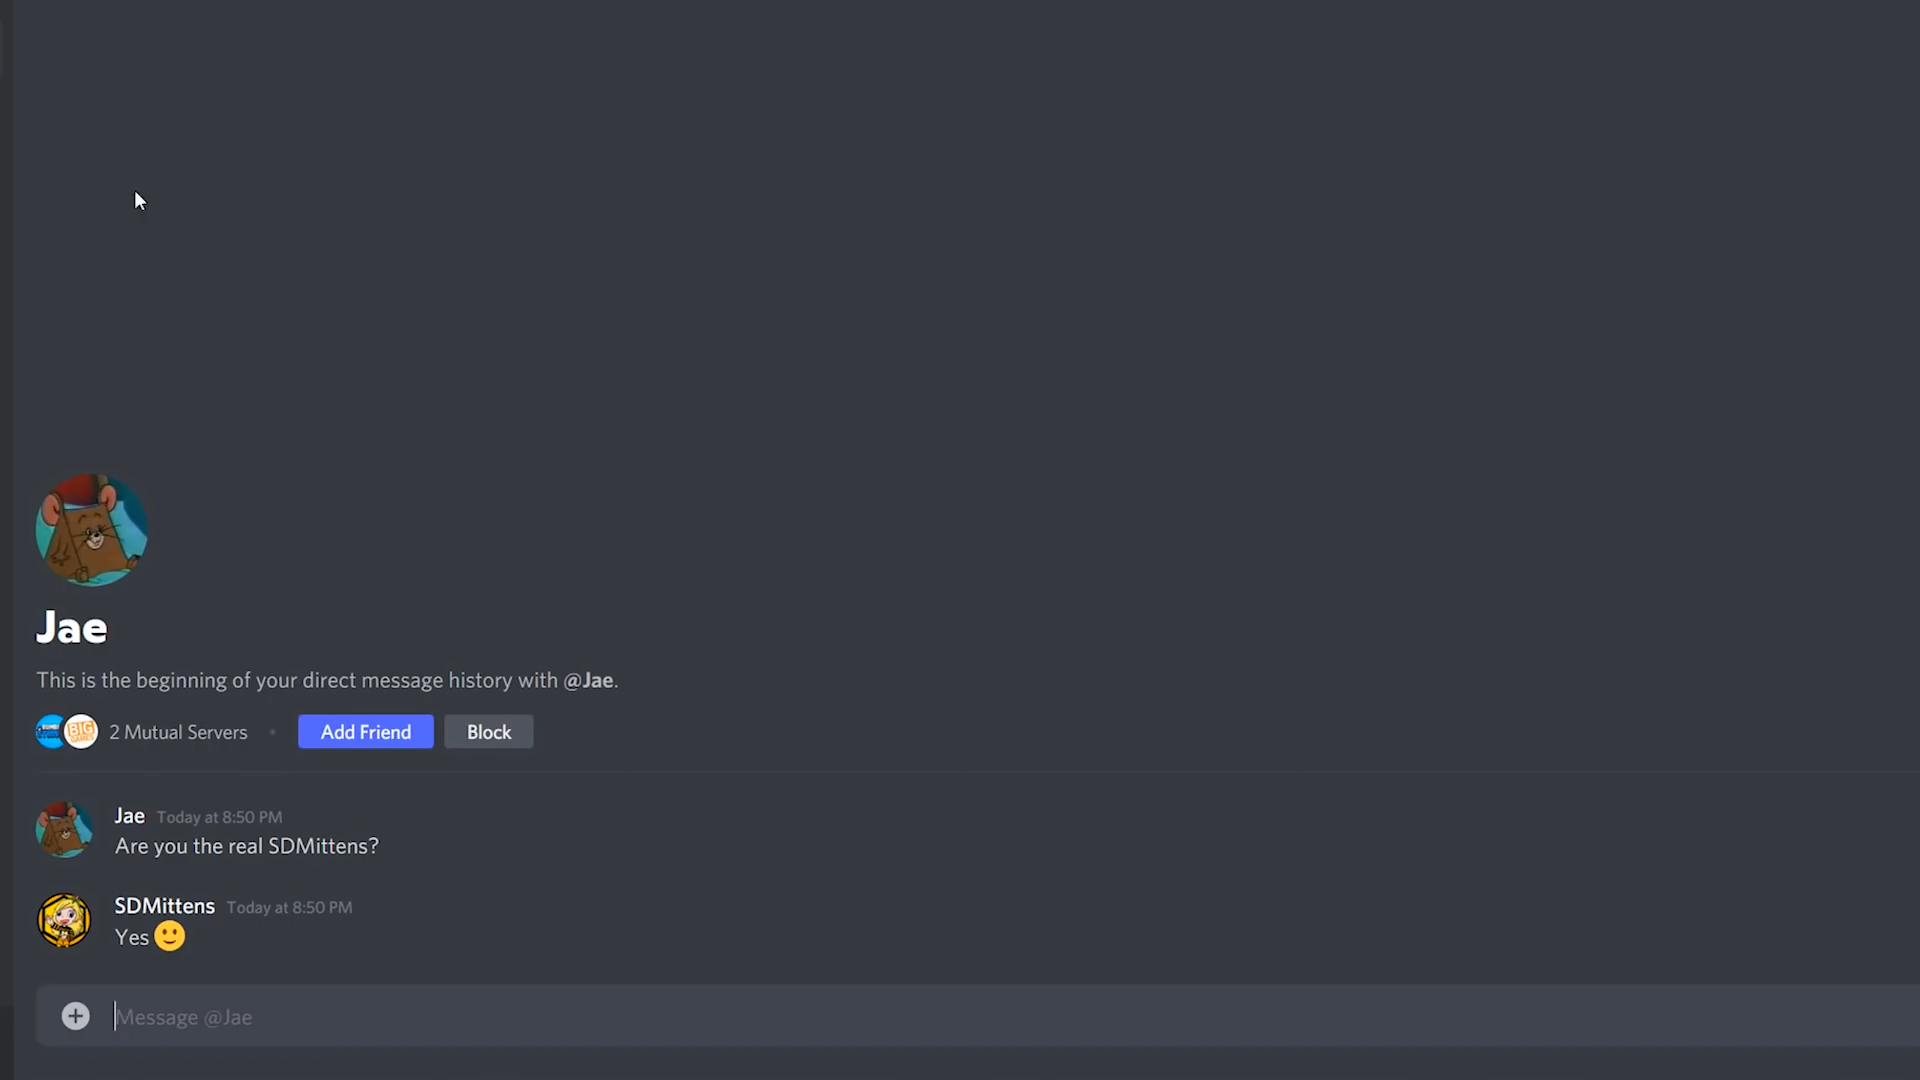 Jae
This is the beginning of your direct message history with @Jae.
BIG
2 Mutual Servers
Add Friend
Block
Jae Today at 8:50 PM
Are you the real SDMittens?
SDMittens Today at 8:50 PM
Yes
Message @Jae